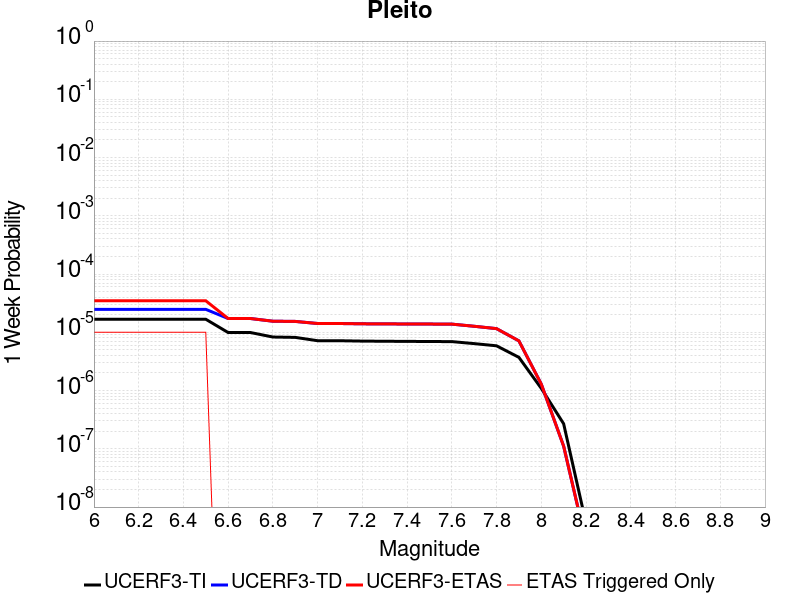 Pleito
10^0
10^-1
10^-2
10^-3
10^-4
10^-5
10^-6
10^-7
10^-8
1 Week Probability
6 6.2 6.4 6.6 6.8 7 7.2 7.4 7.6 7.8 8 8.2 8.4 8.6 8.8 9
Magnitude
UCERF3-TI UCERF3-TD UCERF3-ETAS ETAS Triggered Only